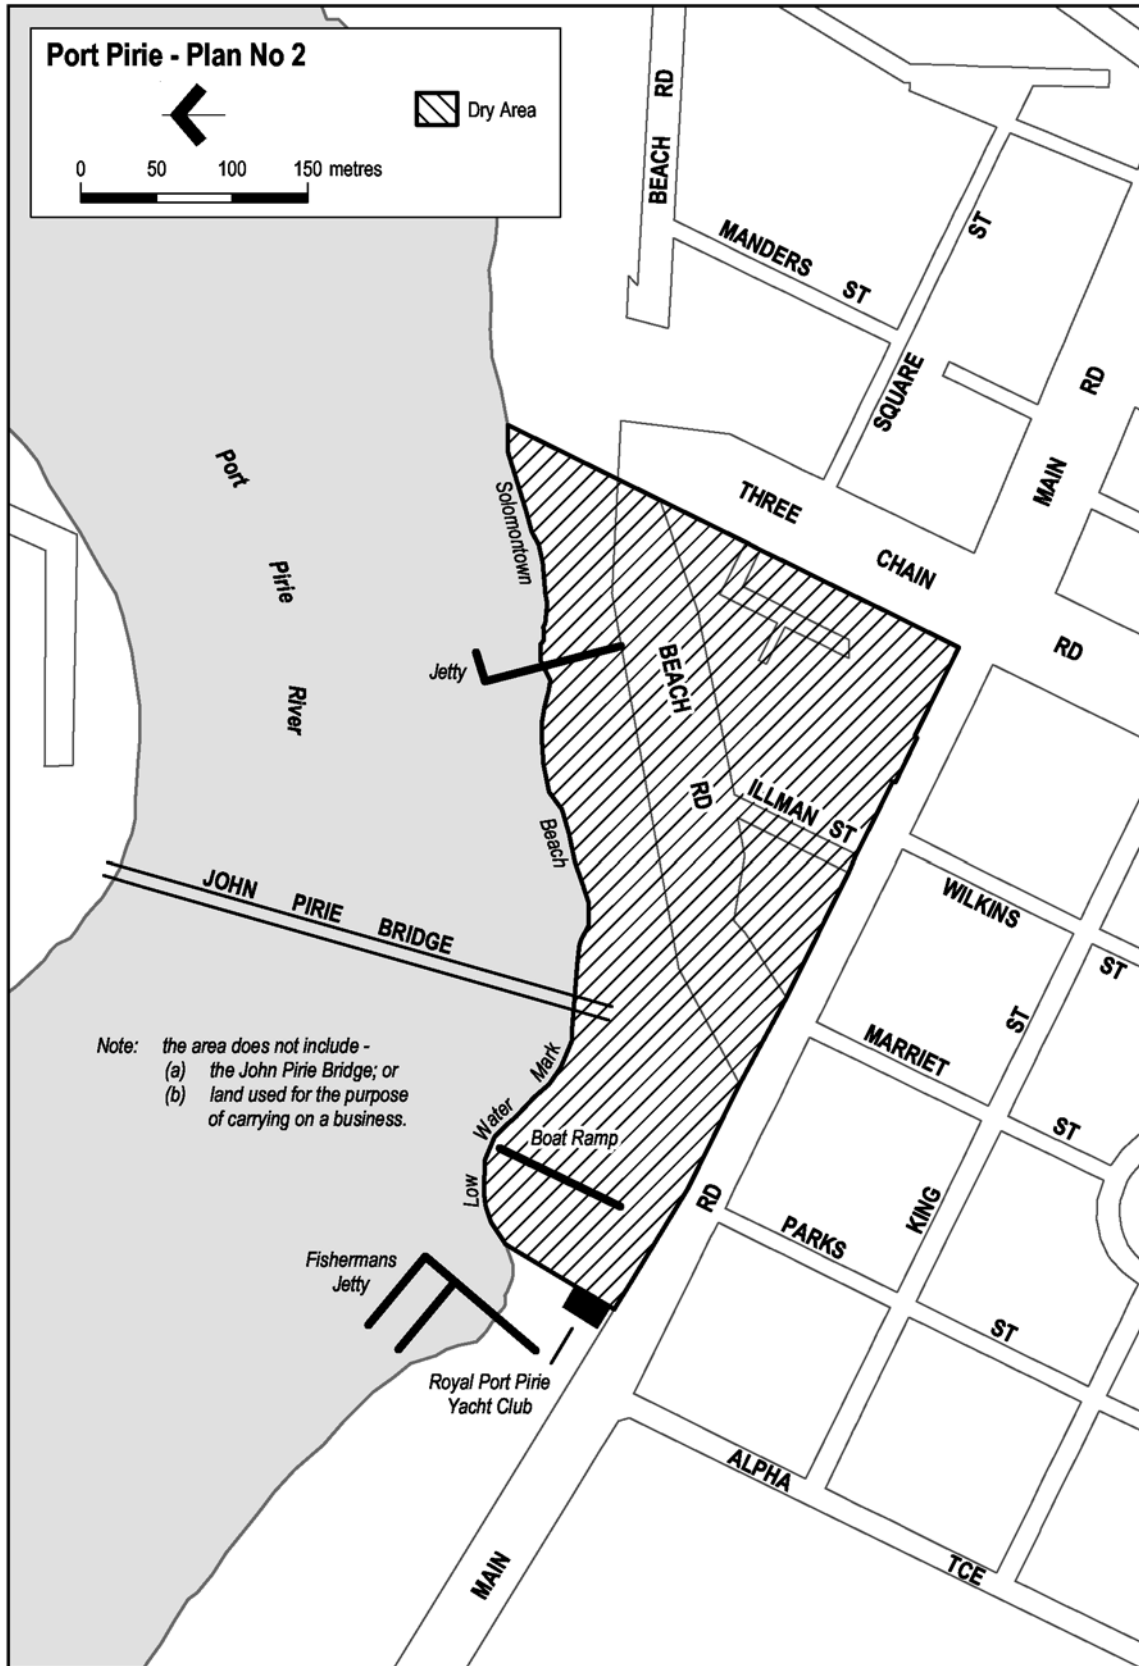 Port Pirie - Plan No 2
Dry Area
0 50 100 150 metres
BEACH RD
MANDERS ST
SQUARE ST
MAIN RD
THREE CHAIN RD
Port Pirie River
Solomontown Beach
Jetty
BEACH RD
ILLMAN ST
JOHN PIRIE BRIDGE
WILKINS ST
MARRIET ST
KING ST
PARKS ST
Note: the area does not include -
(a) the John Pirie Bridge; or
(b) land used for the purpose
of carrying on a business.
Low Water Mark
Boat Ramp
Fishermans
Jetty
Royal Port Pirie
Yacht Club
MAIN RD
ALPHA TCE